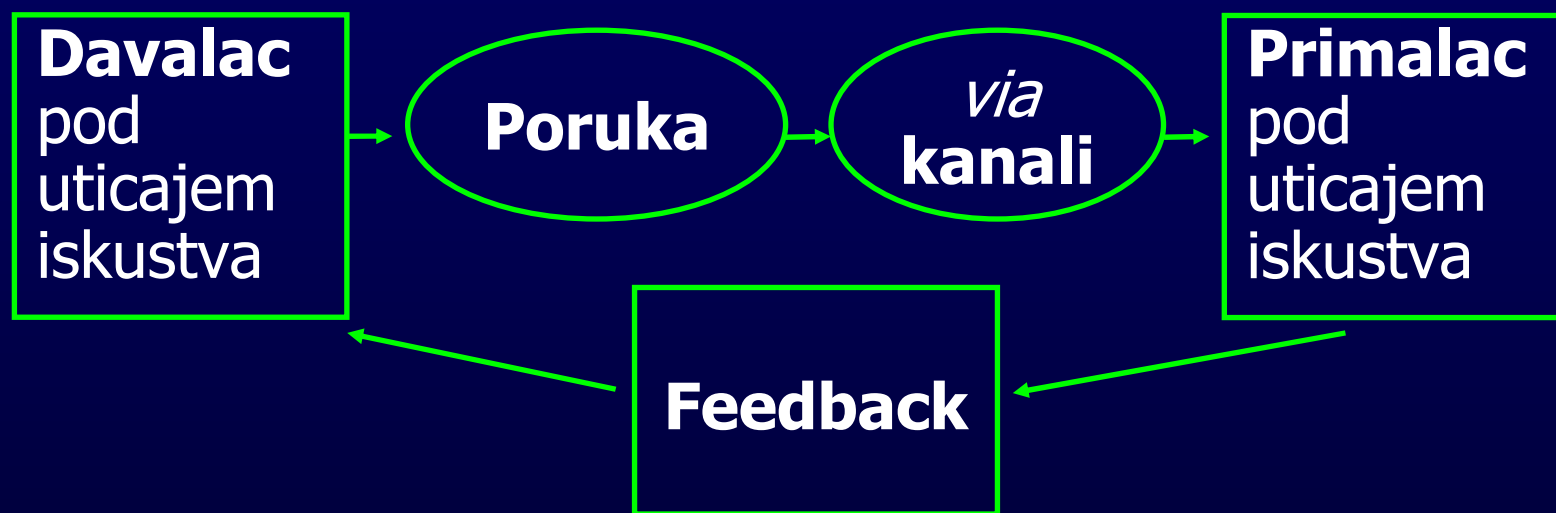 Davalac
pod
uticajem
iskustva
Poruka
via
kanali
Primalac
pod
uticajem
iskustva
Feedback